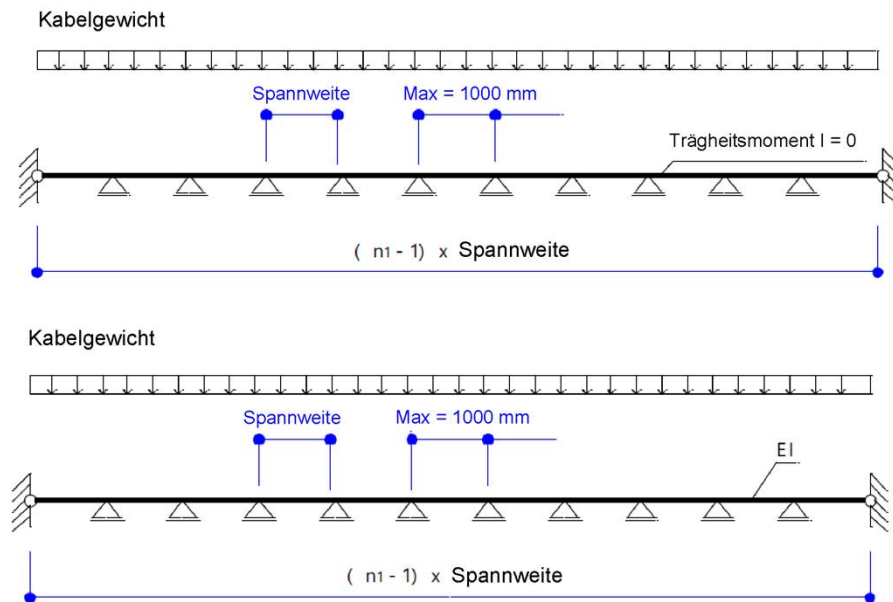 Kabelgewicht
Spannweite Max = 1000 mm
Trägheitsmoment I = 0
( n1 - 1) x Spannweite
Kabelgewicht
Spannweite Max = 1000 mm
EI
( n1 - 1) x Spannweite